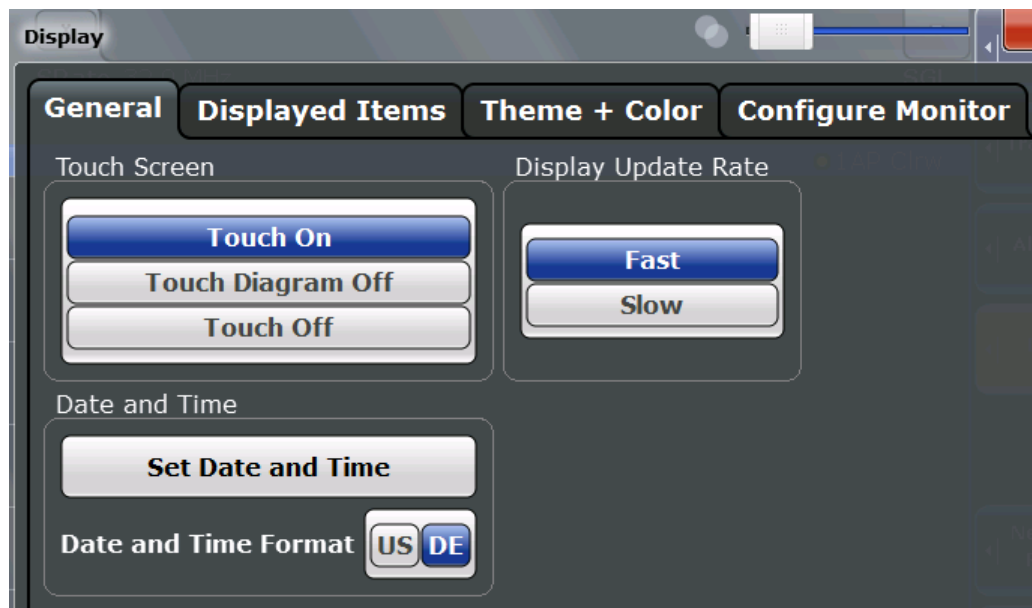 Display
General Displayed Items Theme + Color Configure Monitor
Touch Screen
Touch On
Touch Diagram Off
Touch Off
Display Update Rate
Fast
Slow
Date and Time
Set Date and Time
Date and Time Format US DE